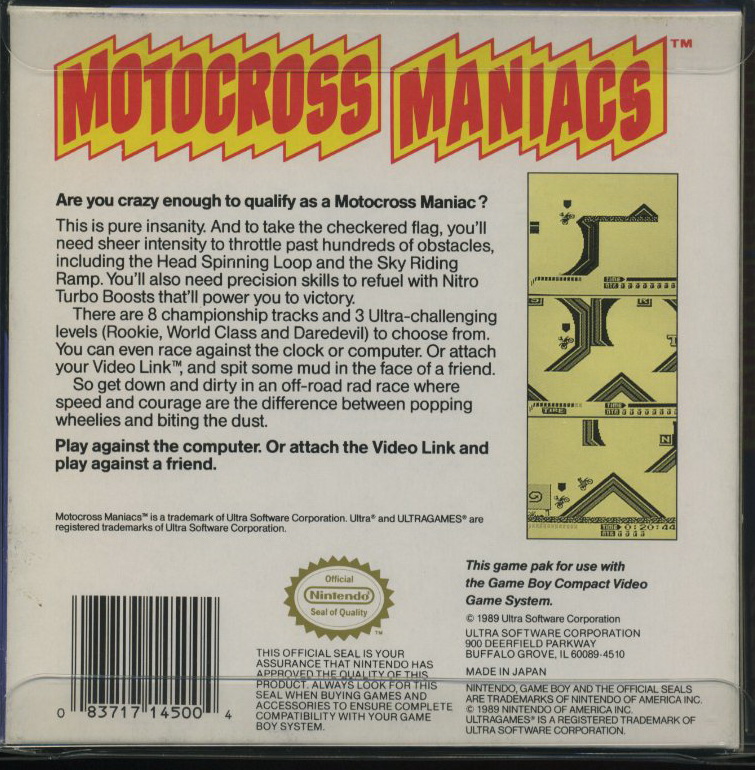 MOTOCROSS MANIACS™
Are you crazy enough to qualify as a Motocross Maniac?
This is pure insanity. And to take the checkered flag, you'll
need sheer intensity to throttle past hundreds of obstacles,
including the Head Spinning Loop and the Sky Riding
Ramp. You'll also need precision skills to refuel with Nitro
Turbo Boosts that'll power you to victory.
There are 8 championship tracks and 3 Ultra-challenging
levels (Rookie, World Class and Daredevil) to choose from.
You can even race against the clock or computer. Or attach
your Video Link™, and spit some mud in the face of a friend.
So get down and dirty in an off-road rad race where
speed and courage are the difference between popping
wheelies and biting the dust.
Play against the computer. Or attach the Video Link and
play against a friend.
Motocross Maniacs™ is a trademark of Ultra Software Corporation. Ultra® and ULTRAGAMES® are
registered trademarks of Ultra Software Corporation.
TIME
N
T
TIME
TIME
N
TIME 01:20:44
Official
Nintendo®
Seal of Quality
™
THIS OFFICIAL SEAL IS YOUR
ASSURANCE THAT NINTENDO HAS
APPROVED THE QUALITY OF THIS
PRODUCT. ALWAYS LOOK FOR THIS
SEAL WHEN BUYING GAMES AND
ACCESSORIES TO ENSURE COMPLETE
COMPATIBILITY WITH YOUR GAME
BOY SYSTEM.
0 83717 14500 4
This game pak for use with
the Game Boy Compact Video
Game System.
© 1989 Ultra Software Corporation
ULTRA SOFTWARE CORPORATION
900 DEERFIELD PARKWAY
BUFFALO GROVE, IL 60089-4510
MADE IN JAPAN
NINTENDO, GAME BOY AND THE OFFICIAL SEALS
ARE TRADEMARKS OF NINTENDO OF AMERICA INC.
© 1989 NINTENDO OF AMERICA INC.
ULTRAGAMES® IS A REGISTERED TRADEMARK OF
ULTRA SOFTWARE CORPORATION.